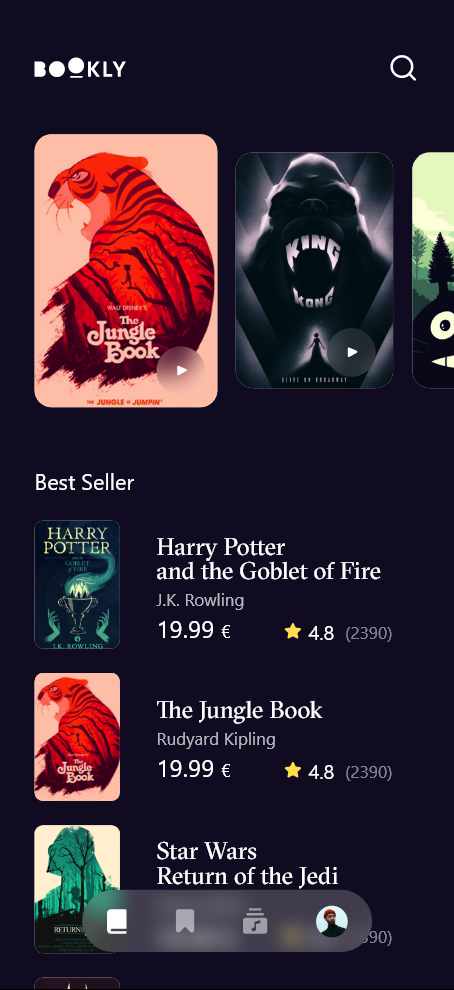 BOOKLY
WALT DISNEY'S
The
Jungle
Book
THE JUNGLE IS JUMPIN'
KING
KONG
ALIVE ON BROADWAY
Best Seller
HARRY
POTTER
and the
GOBLET
of FIRE
J.K. ROWLING
Harry Potter
and the Goblet of Fire
J.K. Rowling
19.99 €
4.8 (2390)
The
Jungle
Book
The Jungle Book
Rudyard Kipling
19.99 €
4.8 (2390)
Star Wars
Return of the Jedi